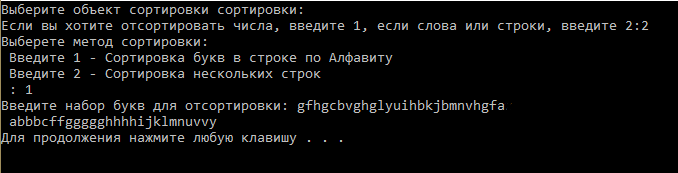 Выберите объект сортировки сортировки:
Если вы хотите отсортировать числа, введите 1, если слова или строки, введите 2:2
Выберете метод сортировки:
Введите 1 - Сортировка букв в строке по Алфавиту
Введите 2 - Сортировка нескольких строк
: 1
Введите набор букв для отсортировки: gfhgcbvghglyuihbkjbmnvhgfa
abbbcffggggghhhhijklmnuvvy
Для продолжения нажмите любую клавишу . . .